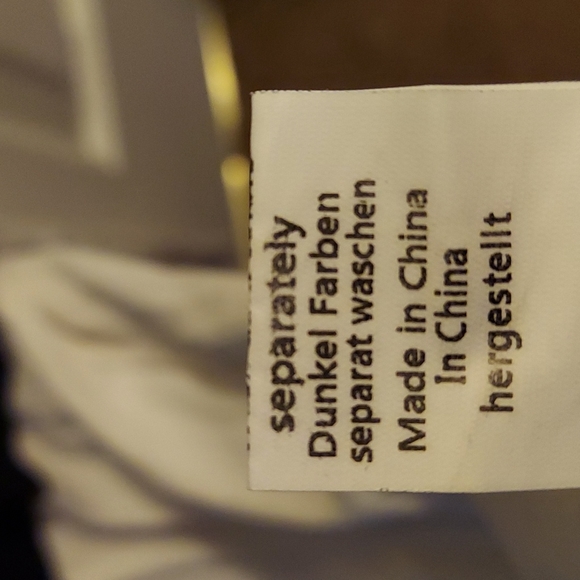 separately
Dunkel Farben
separat waschen
Made in China
In China
hergestellt